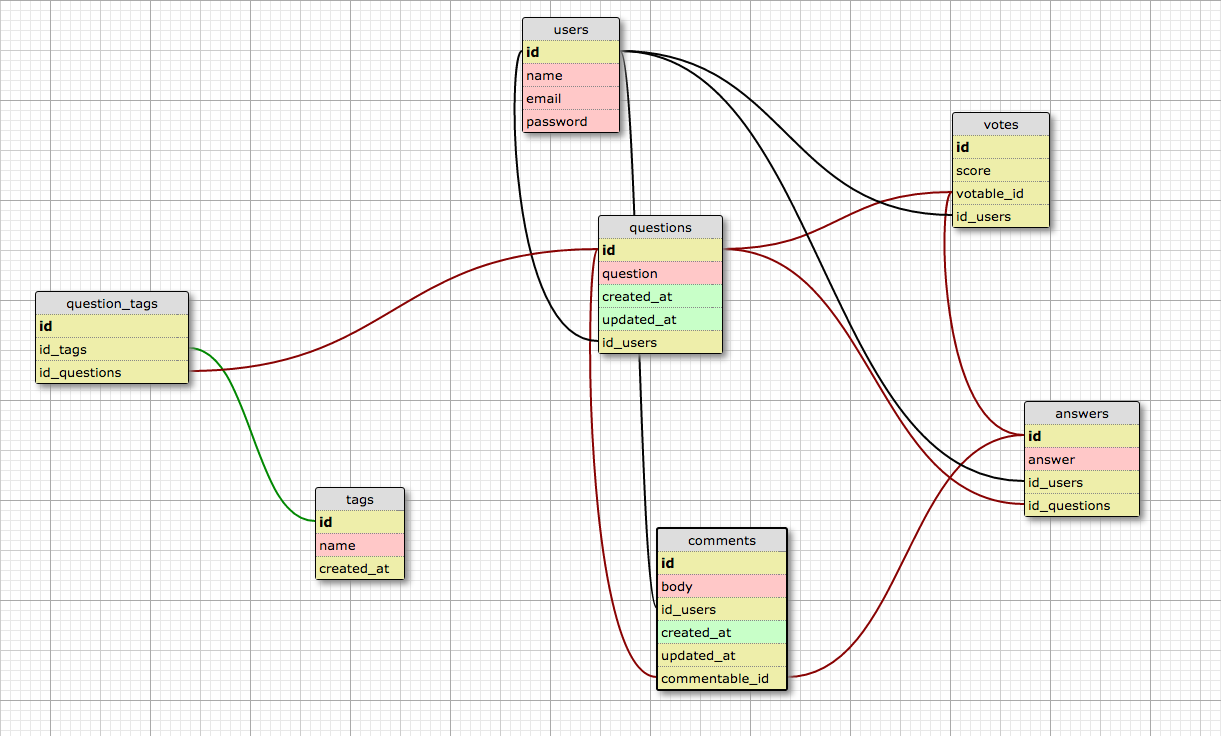 users
id
name
email
password
votes
id
score
votable_id
id_users
questions
id
question
created_at
updated_at
id_users
question_tags
id
id_tags
id_questions
answers
id
answer
id_users
id_questions
tags
id
name
created_at
comments
id
body
id_users
created_at
updated_at
commentable_id